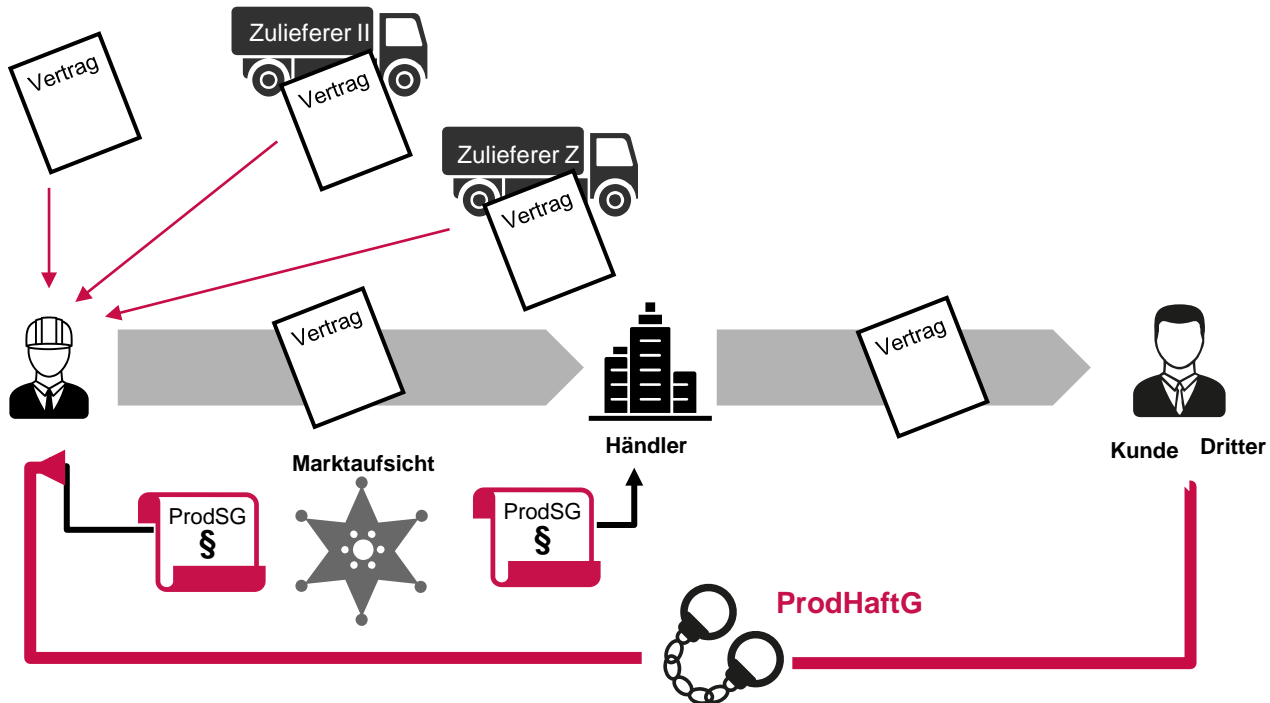 Zulieferer II
Vertrag
Vertrag
Zulieferer Z
Vertrag
Vertrag
Vertrag
Händler
Kunde
Dritter
Marktaufsicht
ProdSG
§
ProdSG
§
ProdHaftG